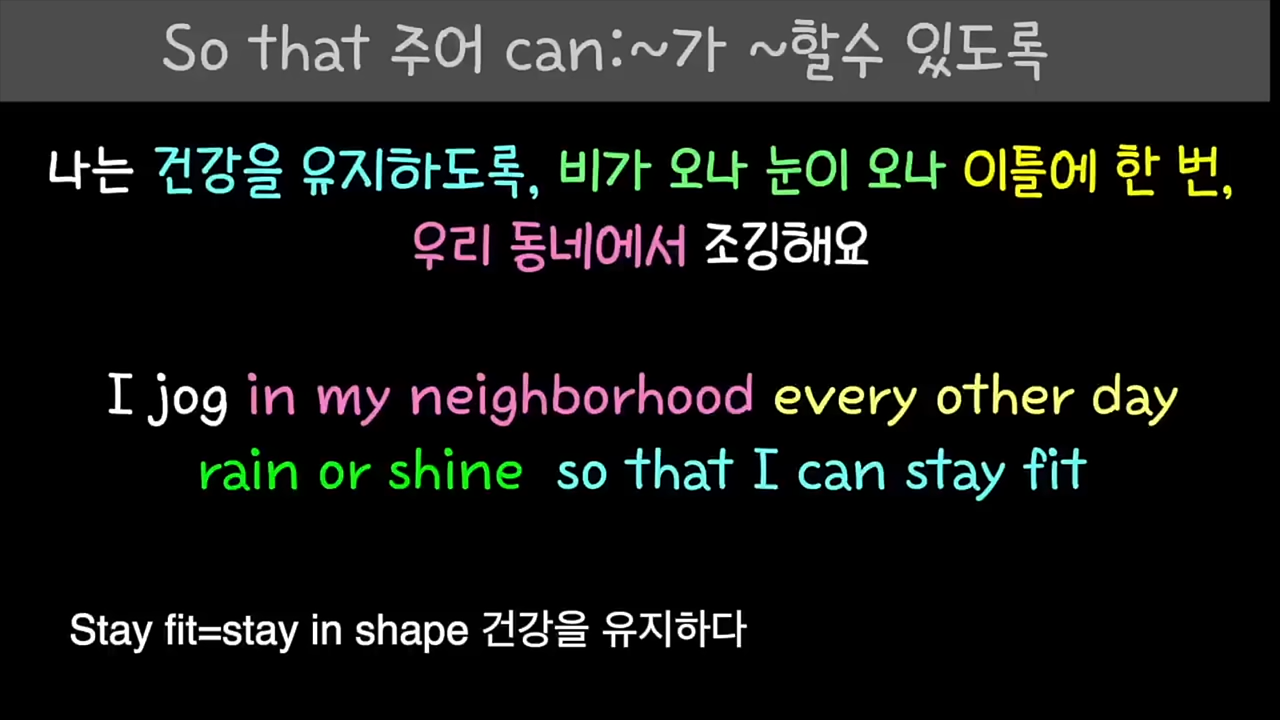 So that 주어 can:~가 ~할수 있도록
나는 건강을 유지하도록, 비가 오나 눈이 오나 이틀에 한 번,
우리 동네에서 조깅해요
I jog in my neighborhood every other day
rain or shine so that I can stay fit
Stay fit=stay in shape 건강을 유지하다